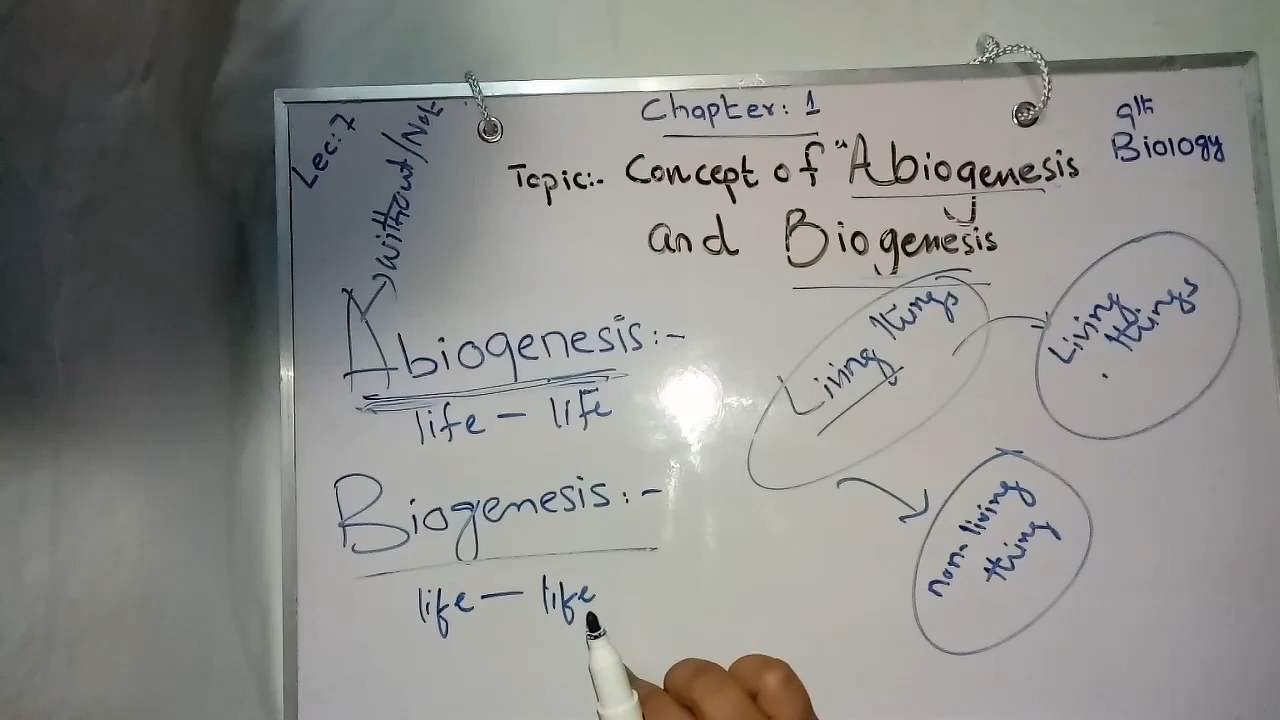 Lec:7
Chapter: 1
9th
Biology
Topic:- Concept of "Abiogenesis
and Biogenesis
without/Not
Abiogenesis:-
life - life
Living things
Living things
Biogenesis:-
life - life
non-living
thing